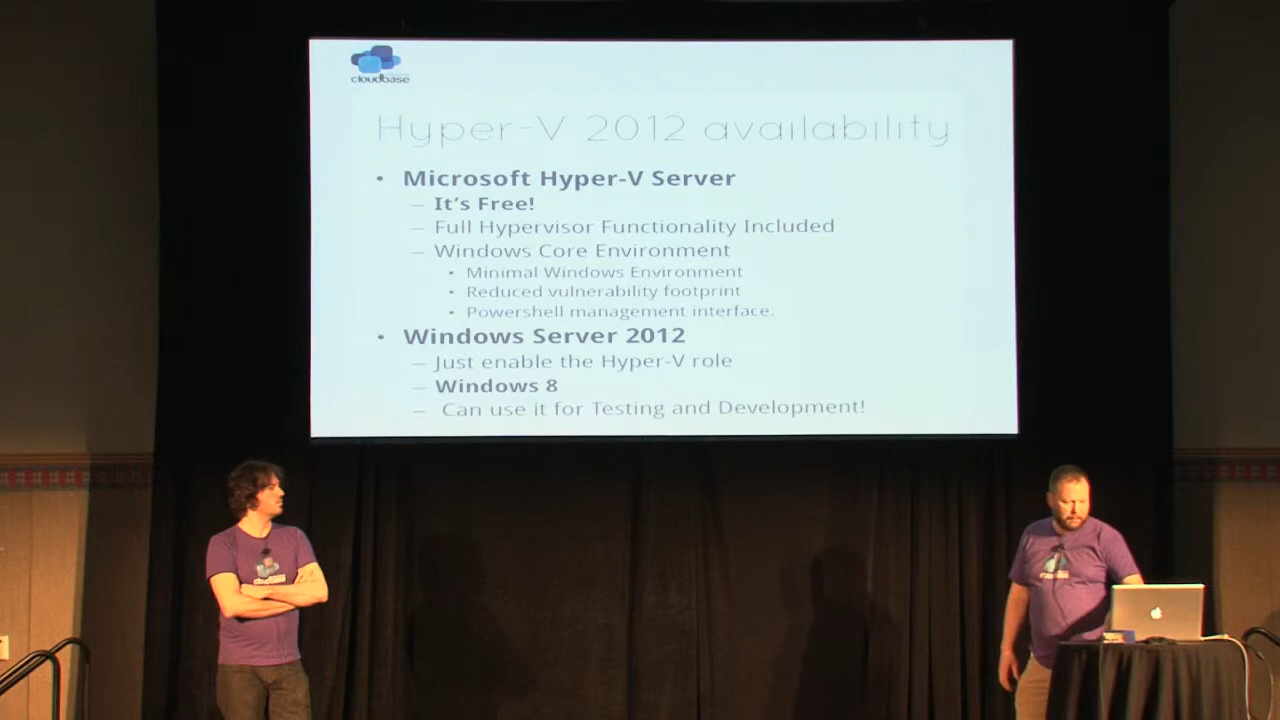 cloudbase
Hyper-V 2012 availability
• Microsoft Hyper-V Server
– It's Free!
– Full Hypervisor Functionality Included
– Windows Core Environment
• Minimal Windows Environment
• Reduced vulnerability footprint
• Powershell management interface.
• Windows Server 2012
– Just enable the Hyper-V role
– Windows 8
– Can use it for Testing and Development!